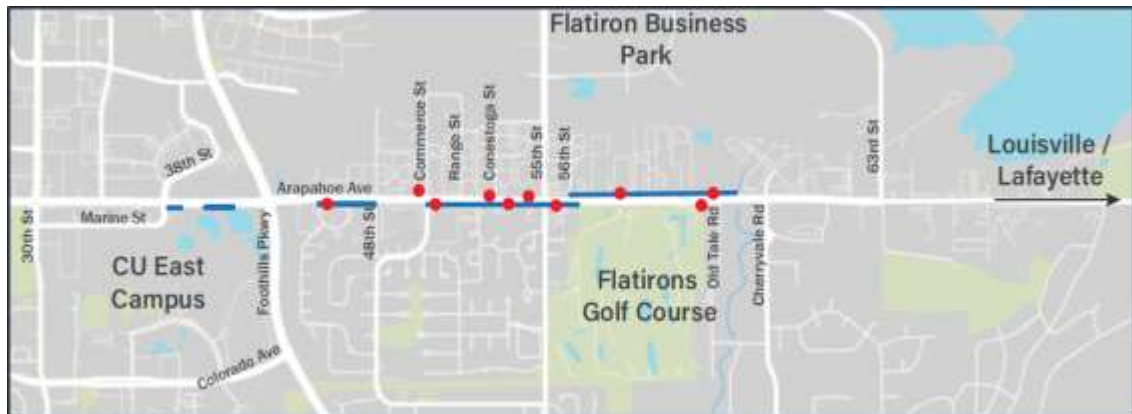 Flatiron Business
Park
Commerce St
Range St
Conestoga St
55th St
56th St
63rd St
Louisville /
Lafayette
38th St
Arapahoe Ave
Marine St
30th St
Foothills Pkwy
48th St
Old Tale Rd
Cherryvale Rd
CU East
Campus
Flatirons
Golf Course
Colorado Ave